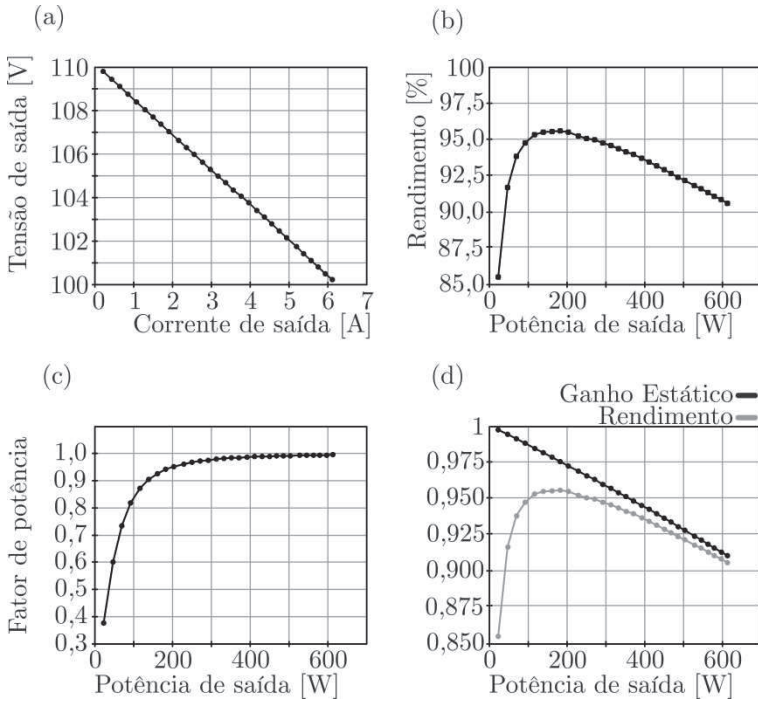 (a)
Tensão de saída [V]
110
108
106
104
102
100
0 1 2 3 4 5 6 7
Corrente de saída [A]
(b)
Rendimento [%]
100
97,5
95,0
92,5
90,0
87,5
85,0
0 200 400 600
Potência de saída [W]
(c)
Fator de potência
1,0
0,9
0,8
0,7
0,6
0,5
0,4
0,3
0 200 400 600
Potência de saída [W]
(d)
Ganho Estático
Rendimento
1
0,975
0,950
0,925
0,900
0,875
0,850
0 200 400 600
Potência de saída [W]